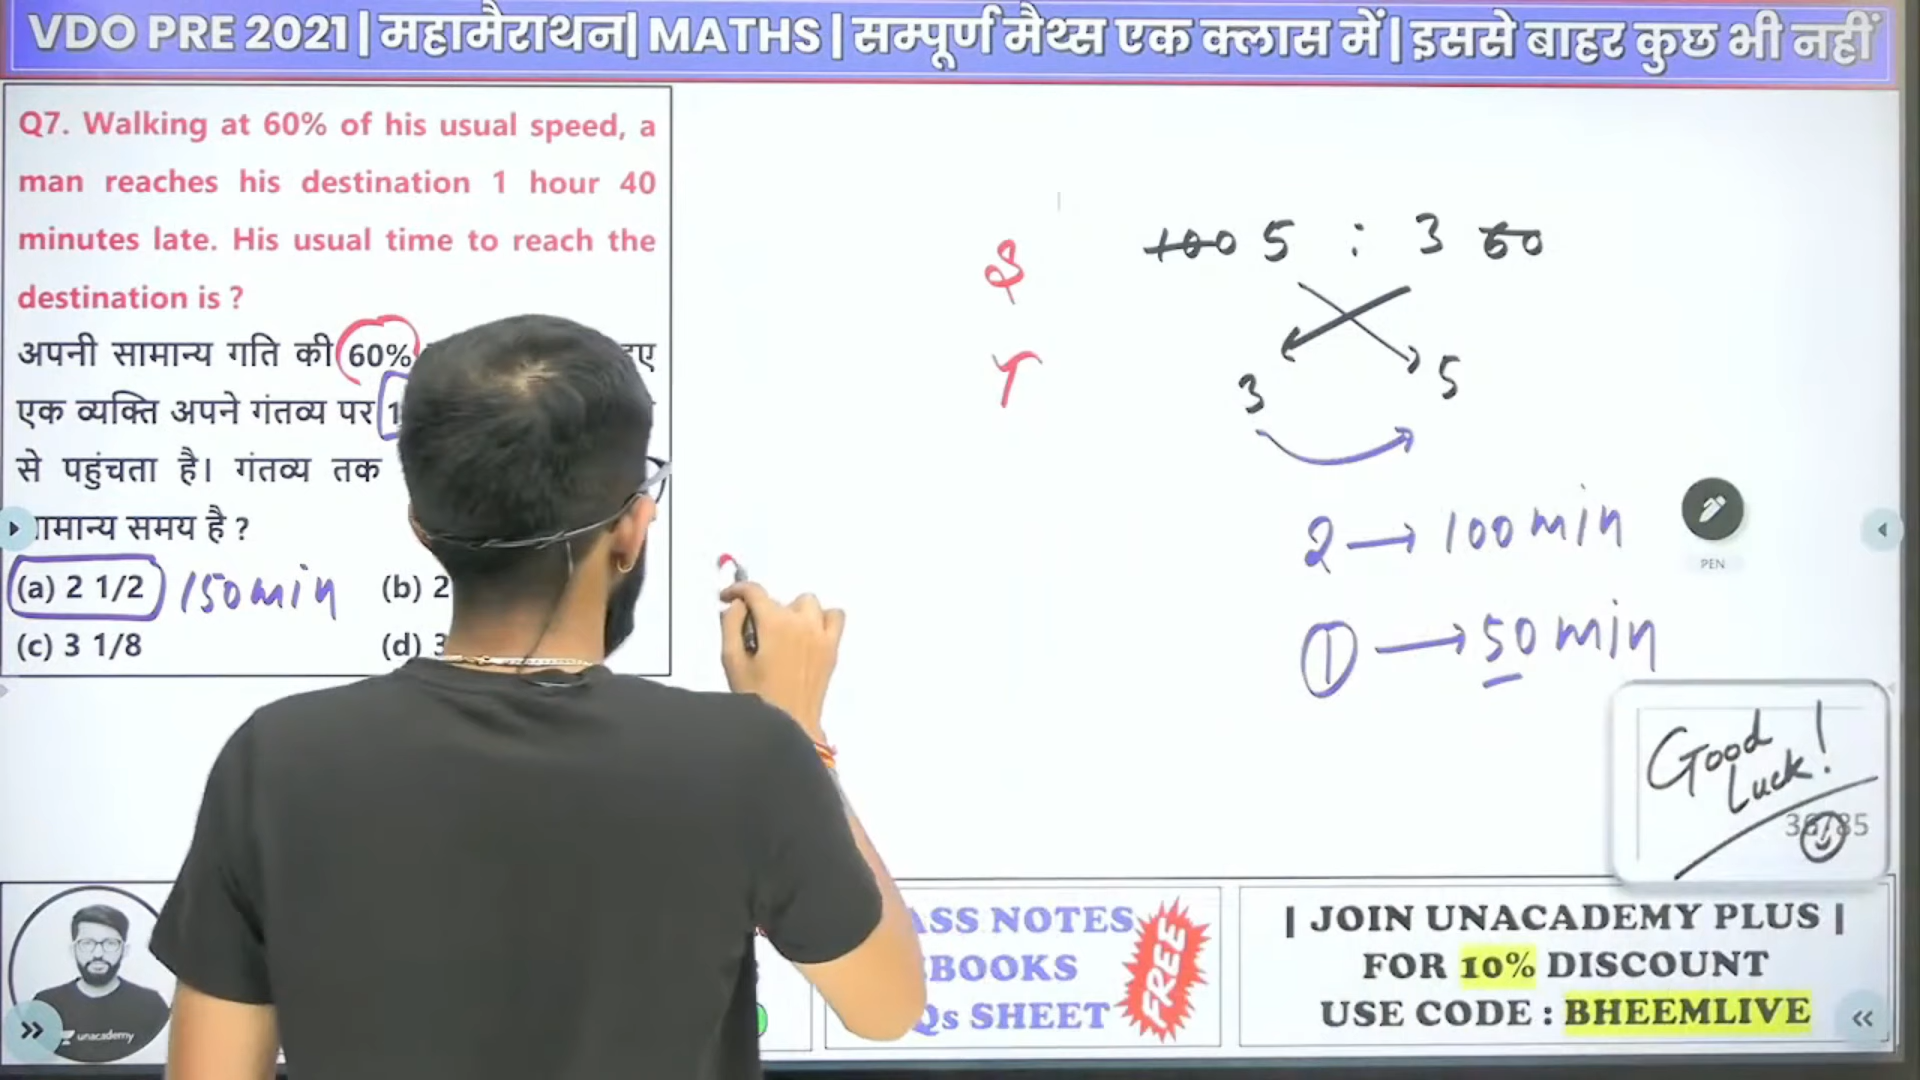 VDO PRE 2021 | महामैराथन| MATHS | सम्पूर्ण मैथ्स एक क्लास में | इससे बाहर कुछ भी नहीं
Q7. Walking at 60% of his usual speed, a
man reaches his destination 1 hour 40
minutes late. His usual time to reach the
destination is ?
अपनी सामान्य गति की 60%
एक व्यक्ति अपने गंतव्य पर 1
से पहुंचता है। गंतव्य तक
सामान्य समय है ?
(a) 2 1/2 150 min (b) 2
(c) 3 1/8 (d) 3
S 100 5 : 3 60
T 3 5
2 → 100 min
1 → 50 min
PEN
Good
Luck!
36/85
unacademy
NOTES
BOOKS
Qs SHEET
FREE
| JOIN UNACADEMY PLUS |
FOR 10% DISCOUNT
USE CODE : BHEEMLIVE